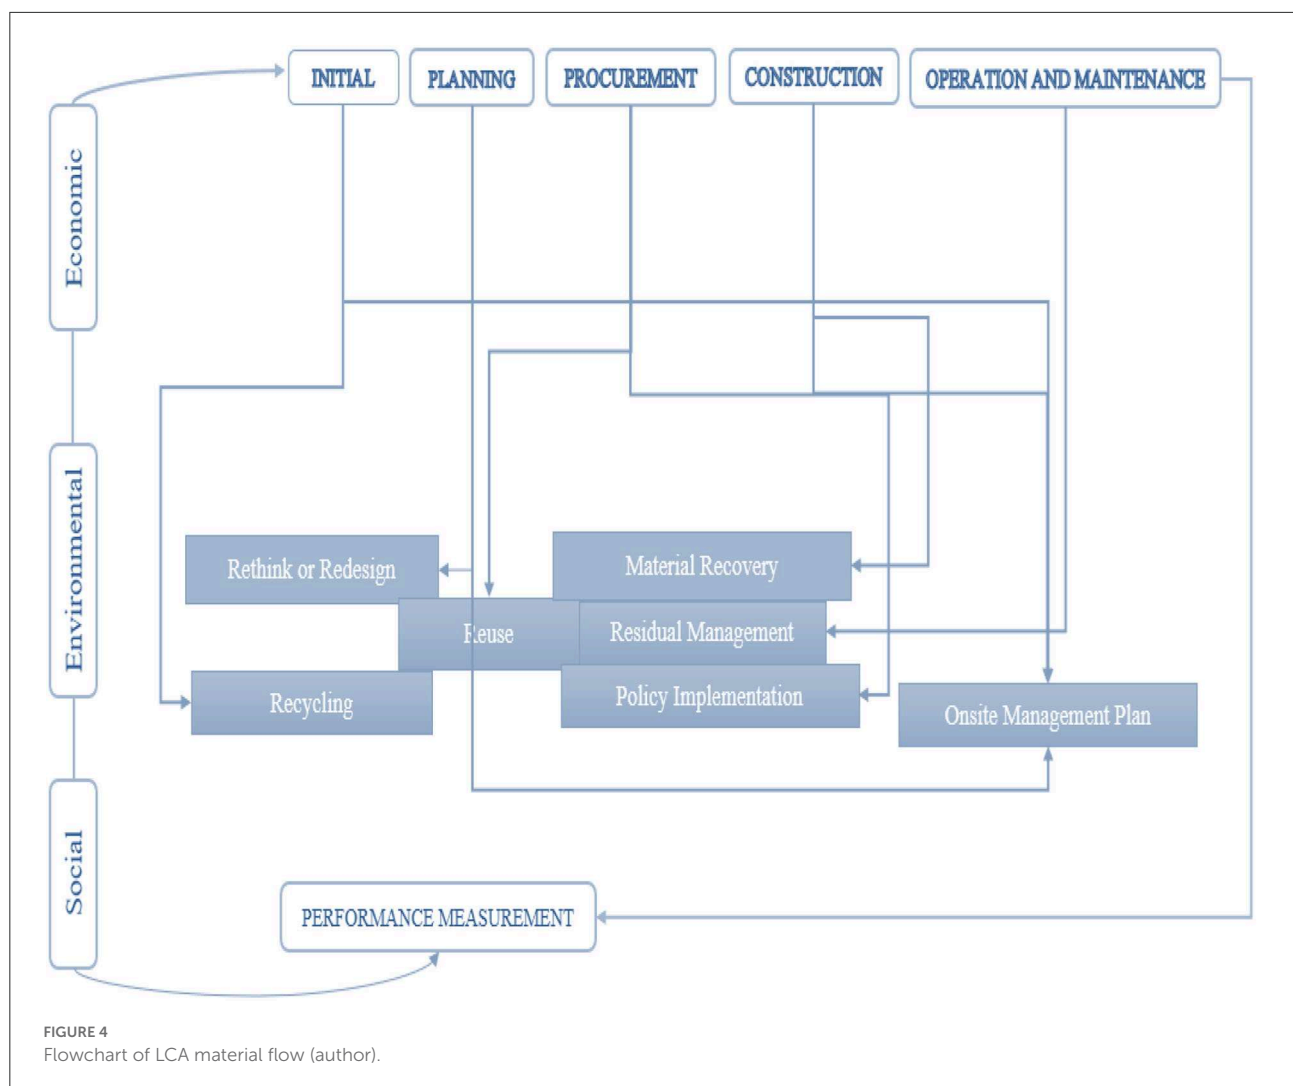 INITIAL
PLANNING
PROCUREMENT
CONSTRUCTION
OPERATION AND MAINTENANCE
Economic
Environmental
Social
Rethink or Redesign
Material Recovery
Reuse
Residual Management
Recycling
Policy Implementation
Onsite Management Plan
PERFORMANCE MEASUREMENT
FIGURE 4
Flowchart of LCA material flow (author).